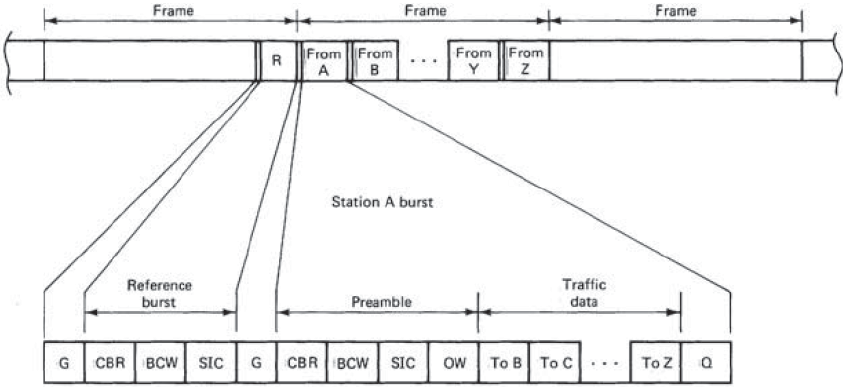 Frame Frame Frame
R From A From B . . . From Y From Z
Station A burst
Reference burst Preamble Traffic data
G CBR BCW SIC G CBR BCW SIC OW To B To C . . . To Z Q